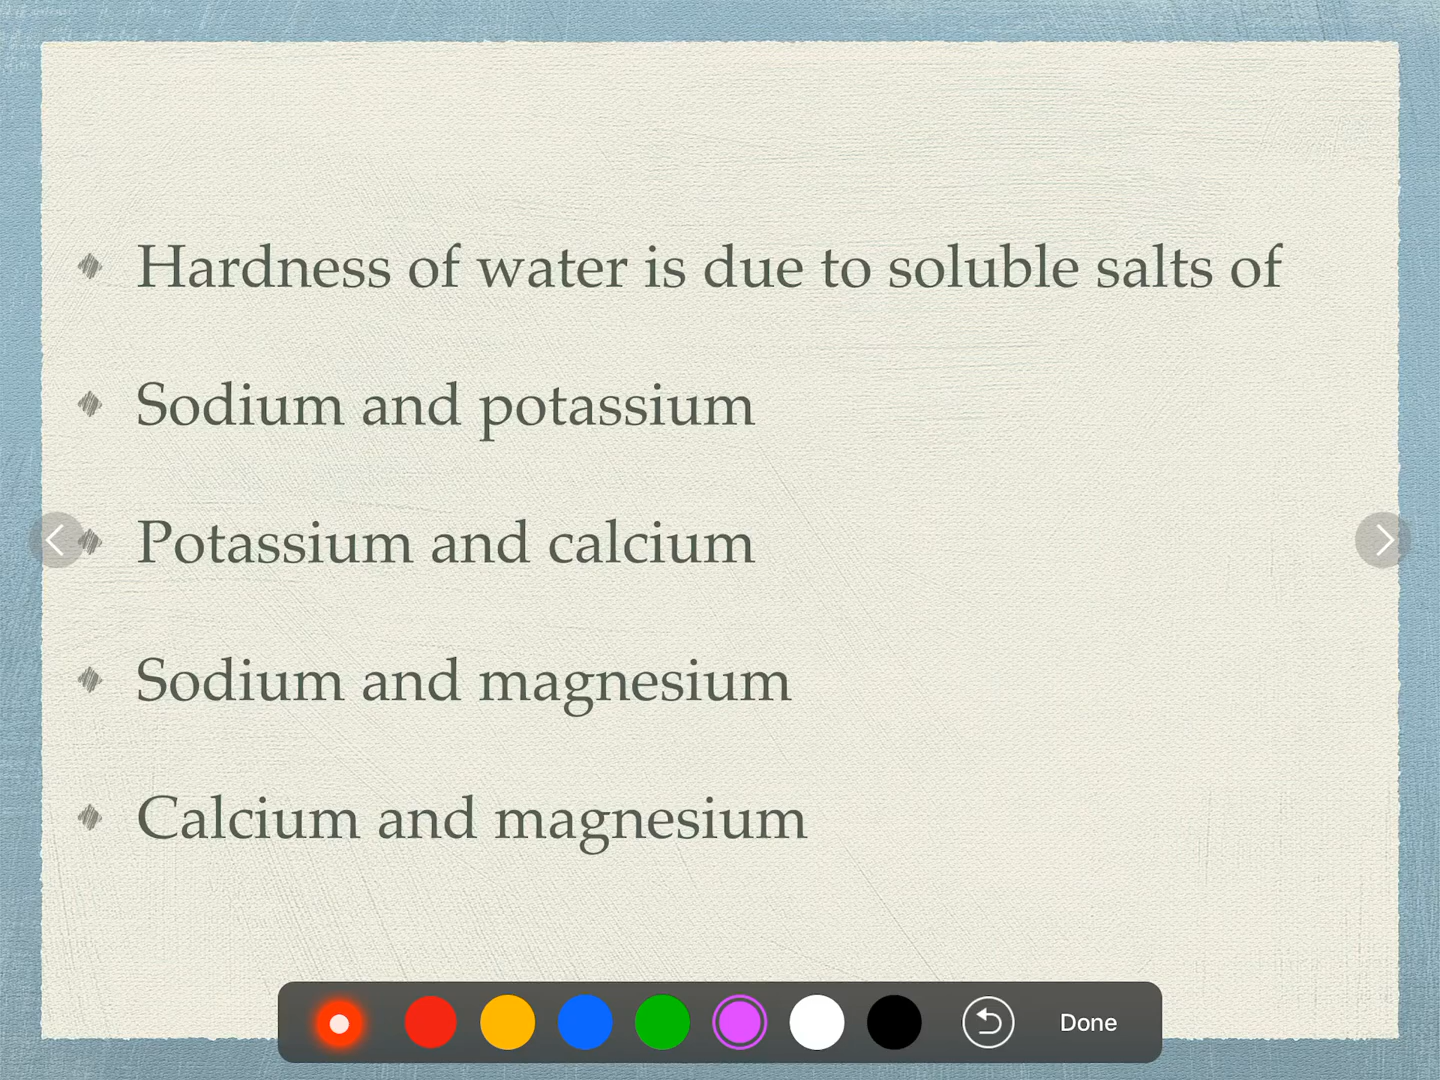 Hardness of water is due to soluble salts of
Sodium and potassium
Potassium and calcium
Sodium and magnesium
Calcium and magnesium
Done